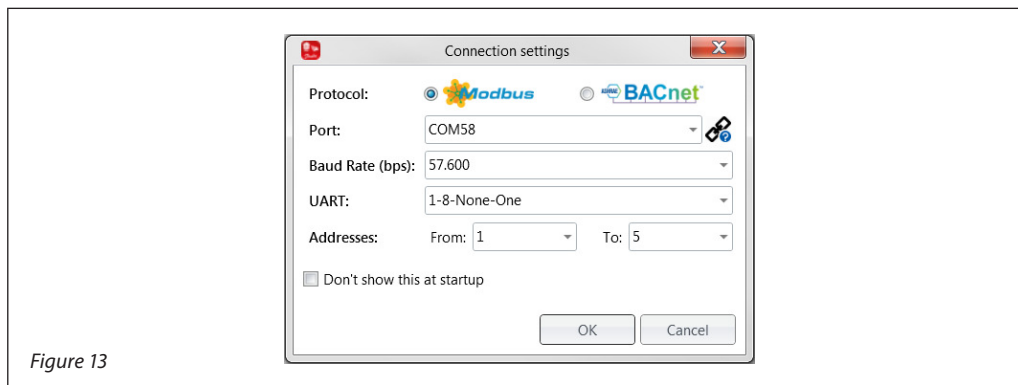 Connection settings
Protocol: Modbus BACnet
Port: COM58
Baud Rate (bps): 57.600
UART: 1-8-None-One
Addresses: From: 1 To: 5
Don't show this at startup
OK Cancel
Figure 13